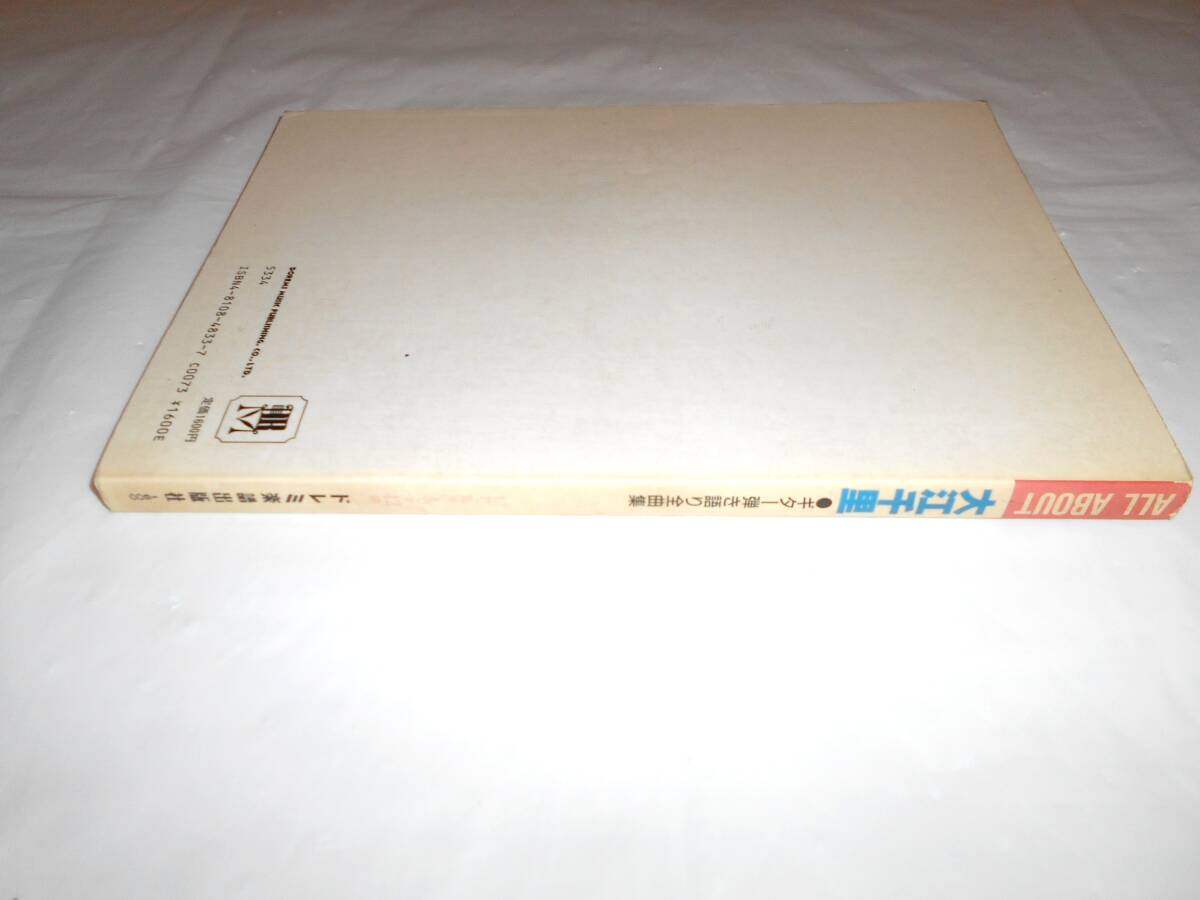 ALL ABOUT
大江千里
●ギター弾き語り全曲集
ドレミ楽譜出版社
DOREMI MUSIC PUBLISHING, CO., LTD.
5334
ISBN4-8108-4833-7 C0073 ¥1600E
定価1600円